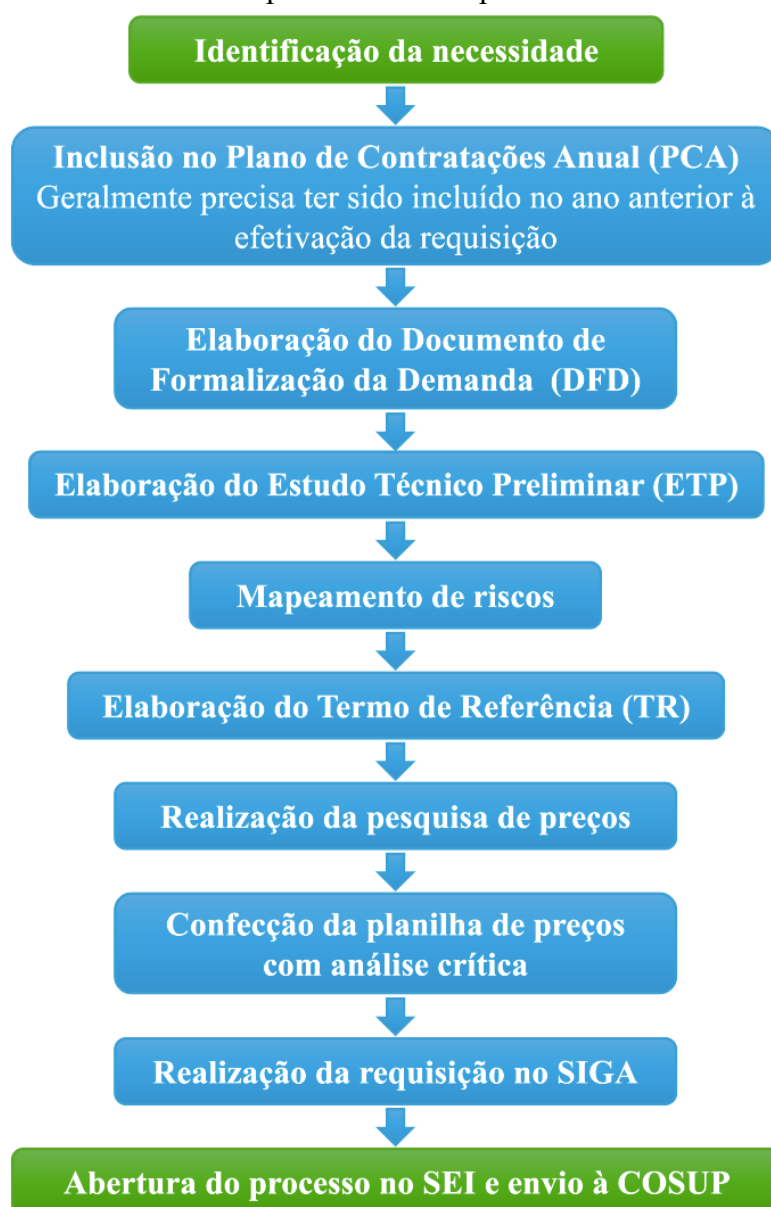 Identificação da necessidade
Inclusão no Plano de Contratações Anual (PCA)
Geralmente precisa ter sido incluído no ano anterior à
efetivação da requisição
Elaboração do Documento de
Formalização da Demanda (DFD)
Elaboração do Estudo Técnico Preliminar (ETP)
Mapeamento de riscos
Elaboração do Termo de Referência (TR)
Realização da pesquisa de preços
Confecção da planilha de preços
com análise crítica
Realização da requisição no SIGA
Abertura do processo no SEI e envio à COSUP